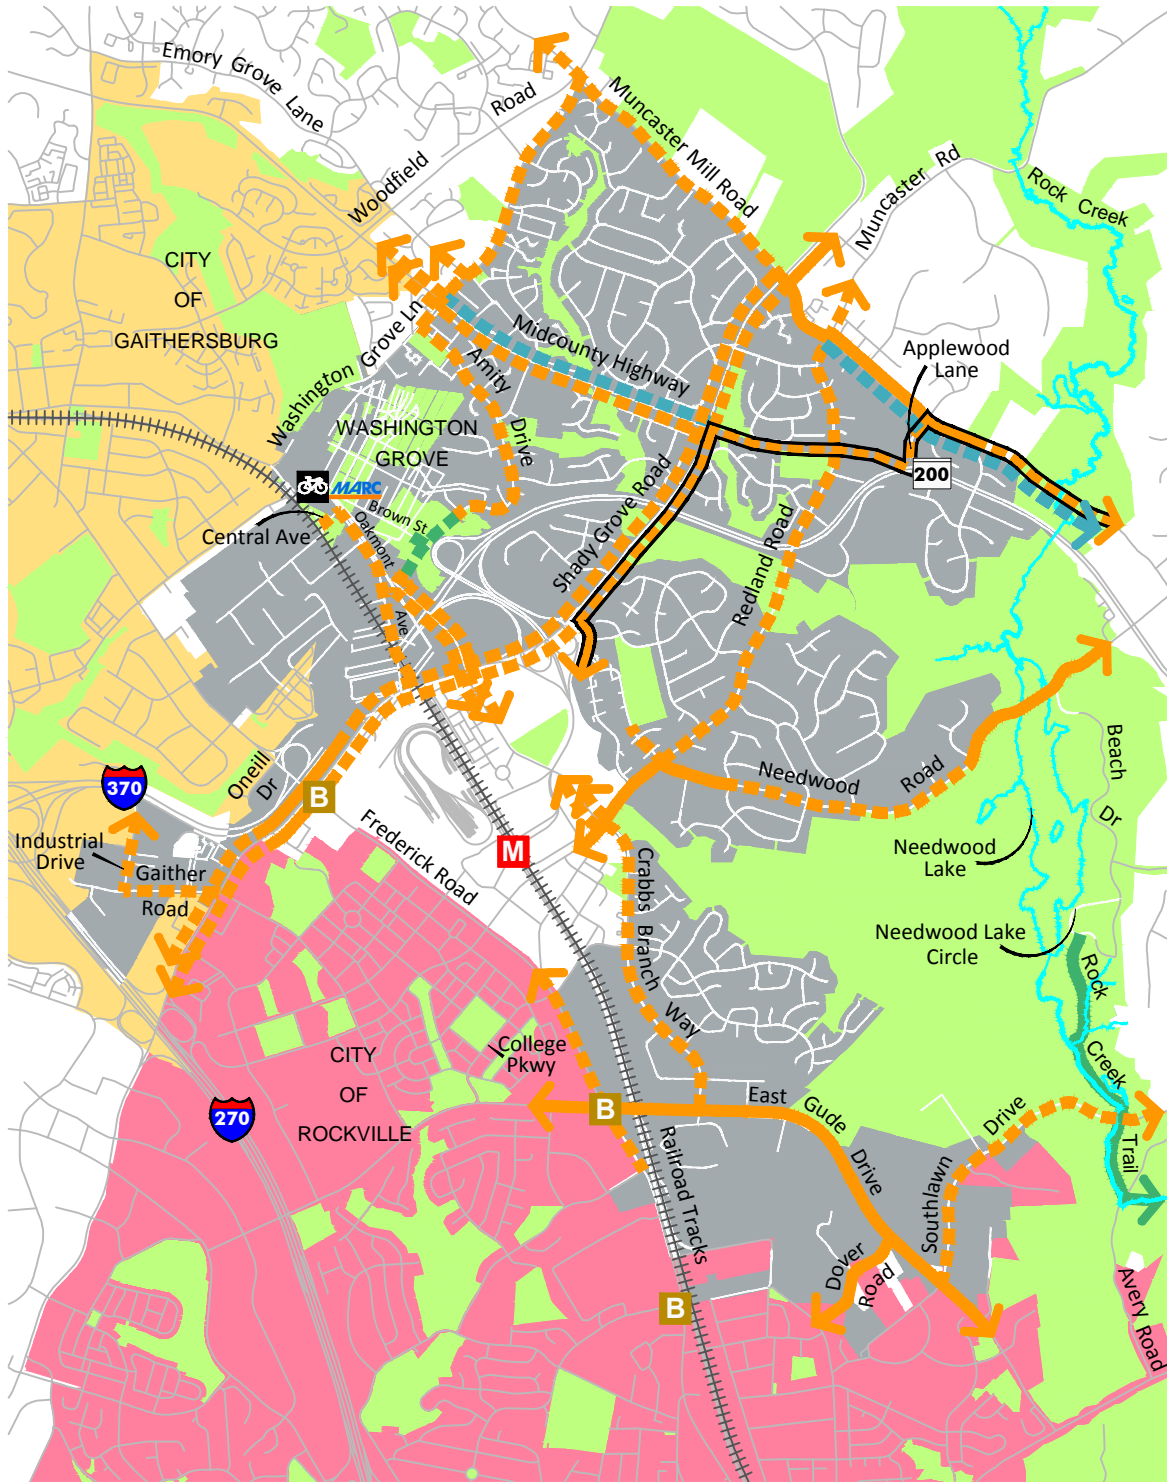 Emory Grove Lane
Woodfield Road
Muncaster Mill Road
Muncaster Rd
Rock Creek
CITY
OF
GAITHERSBURG
Washington Grove Ln
Midcounty Highway
Amity
Drive
Applewood
Lane
WASHINGTON
GROVE
MARC
Brown St
Oakmont
Ave
Central Ave
200
Shady Grove Road
Redland Road
Beach
Dr
Oneill
Dr
370
B
Needwood Road
Industrial
Drive
Gaither
Road
Frederick Road
M
Needwood
Lake
Crabbs Branch
Way
Needwood Lake
Circle
Rock
Creek
Trail
College
Pkwy
CITY
OF
ROCKVILLE
270
B
East Gude
Drive
Southlawn
Drive
Railroad Tracks
Dover
Road
Avery Road
B